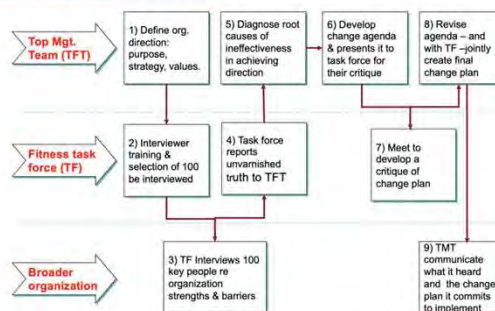 Top Mgt.
Team (TFT)
1) Define org.
direction:
purpose,
strategy, values.
5) Diagnose root
causes of
ineffectiveness
in achieving
direction
6) Develop
change agenda
& presents it to
task force for
their critique
8) Revise
agenda – and
with TF –jointly
create final
change plan
Fitness task
force (TF)
2) Interviewer
training &
selection of 100
be interviewed
4) Task force
reports
unvarnished
truth to TFT
7) Meet to
develop a
critique of
change plan
Broader
organization
3) TF Interviews 100
key people re
organization
strengths & barriers
9) TMT
communicate
what it heard
and the change
plan it commits
to implement